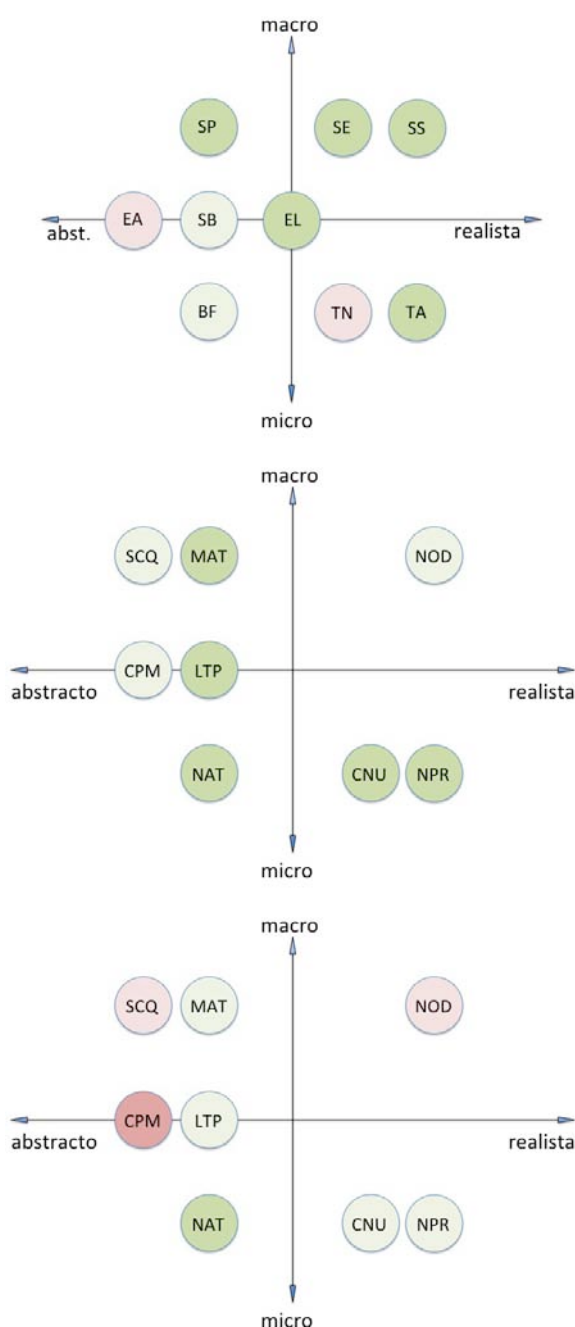 macro
SP SE SS
EA SB EL
abst. realista
BF TN TA
micro
macro
SCQ MAT NOD
CPM LTP
abstracto realista
NAT CNU NPR
micro
macro
SCQ MAT NOD
CPM LTP
abstracto realista
NAT CNU NPR
micro